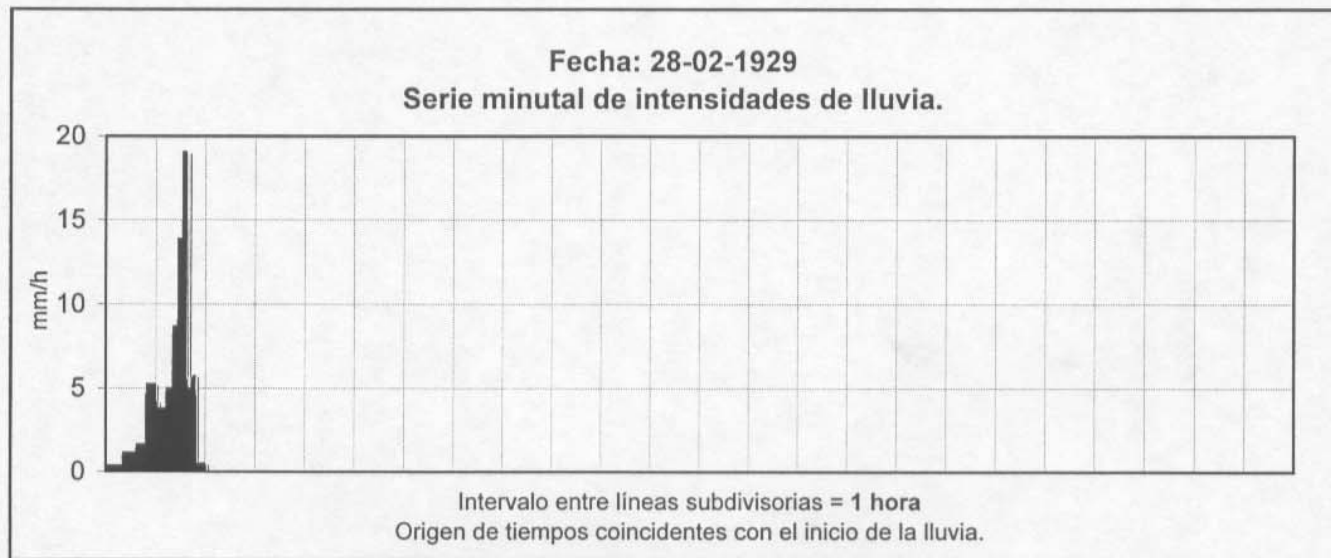 Fecha: 28-02-1929
Serie minutal de intensidades de lluvia.
20
15
10
5
0
mm/h
Intervalo entre líneas subdivisorias = 1 hora
Origen de tiempos coincidentes con el inicio de la lluvia.